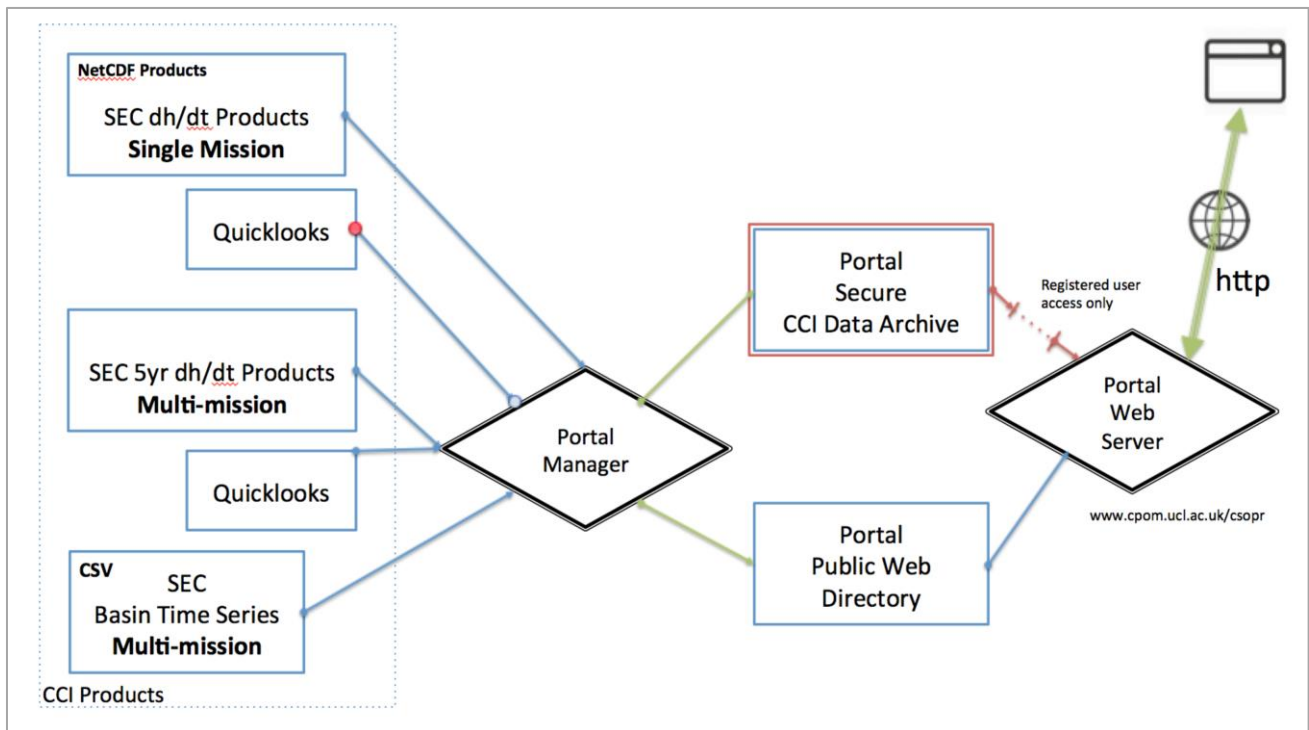 NetCDF Products
SEC dh/dt Products
Single Mission
Quicklooks
SEC 5yr dh/dt Products
Multi-mission
Quicklooks
CSV
SEC
Basin Time Series
Multi-mission
CCI Products
Portal
Manager
Portal
Secure
CCI Data Archive
Portal
Public Web
Directory
Registered user
access only
http
Portal
Web
Server
www.cpom.ucl.ac.uk/csopr